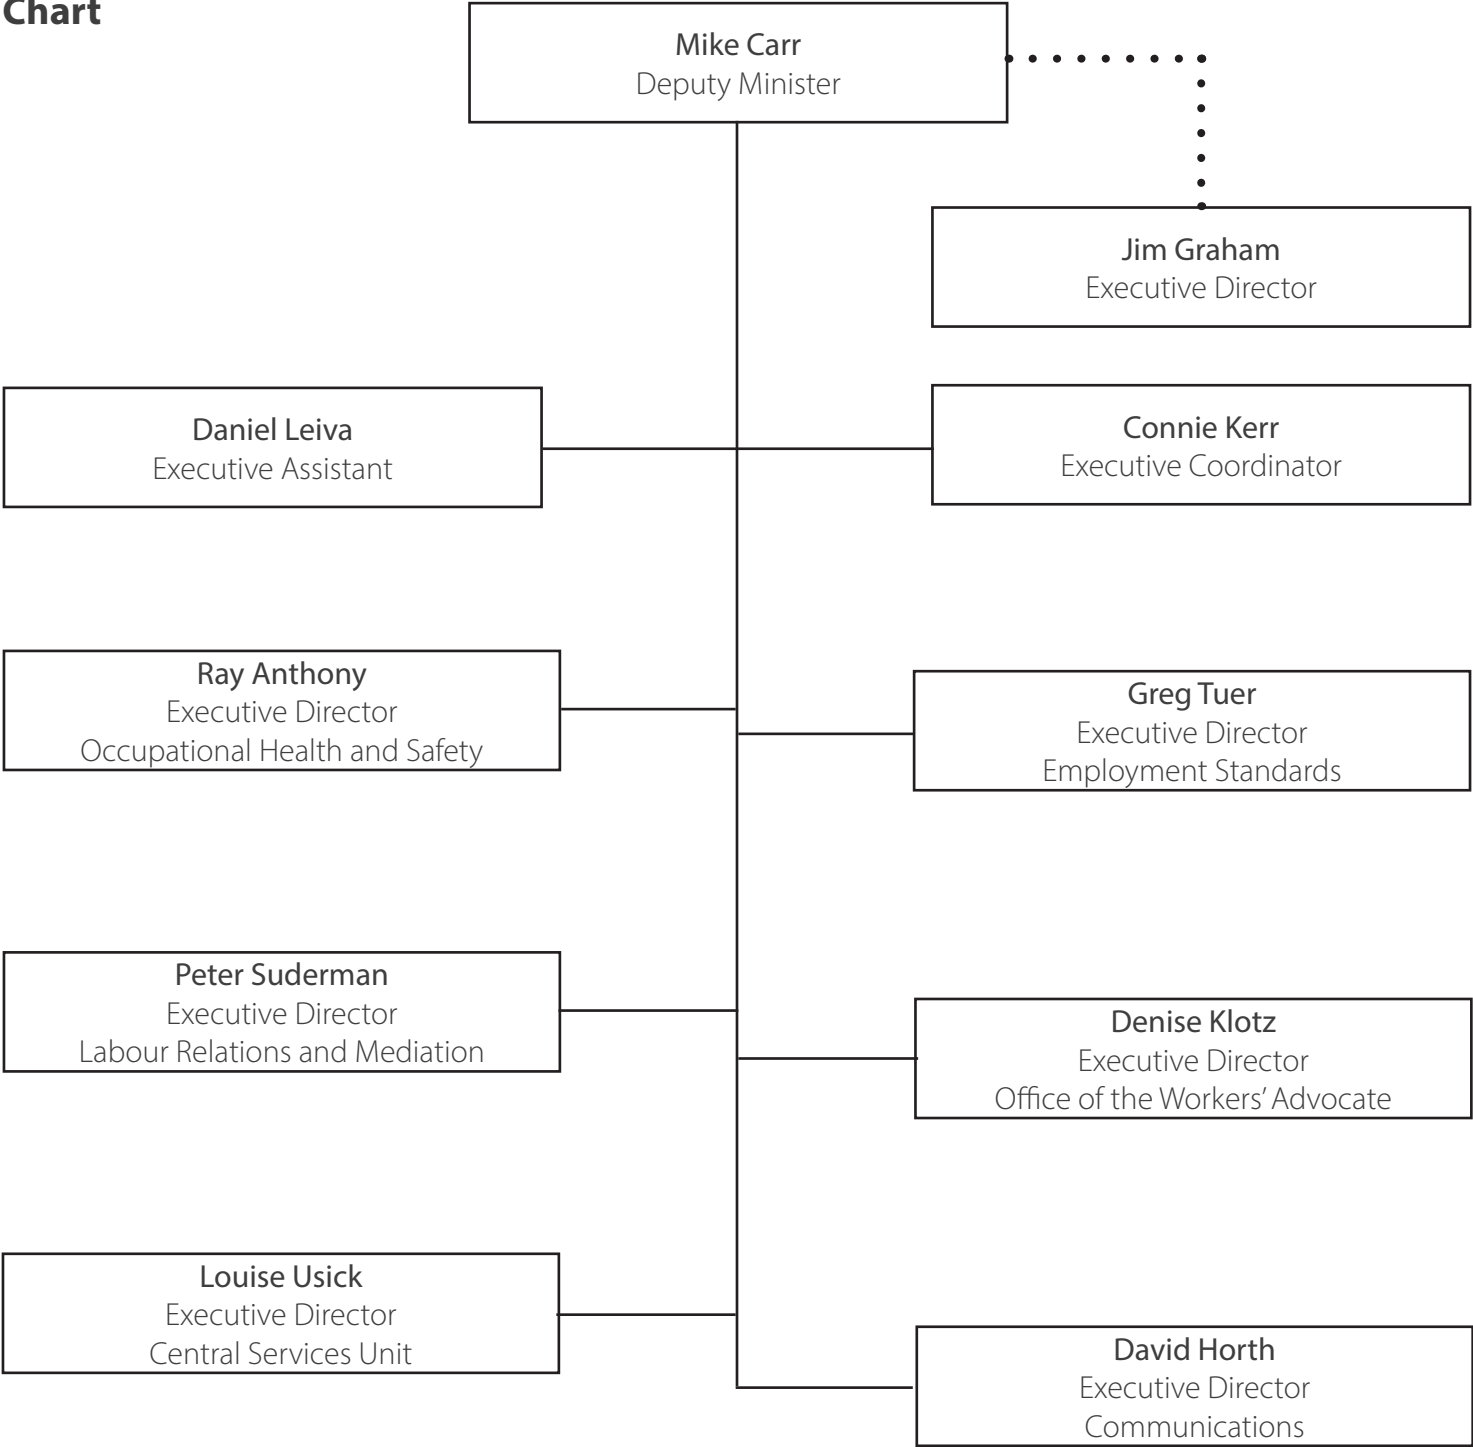 Chart
Mike Carr
Deputy Minister
Jim Graham
Executive Director
Daniel Leiva
Executive Assistant
Connie Kerr
Executive Coordinator
Ray Anthony
Executive Director
Occupational Health and Safety
Greg Tuer
Executive Director
Employment Standards
Peter Suderman
Executive Director
Labour Relations and Mediation
Denise Klotz
Executive Director
Office of the Workers’ Advocate
Louise Usick
Executive Director
Central Services Unit
David Horth
Executive Director
Communications